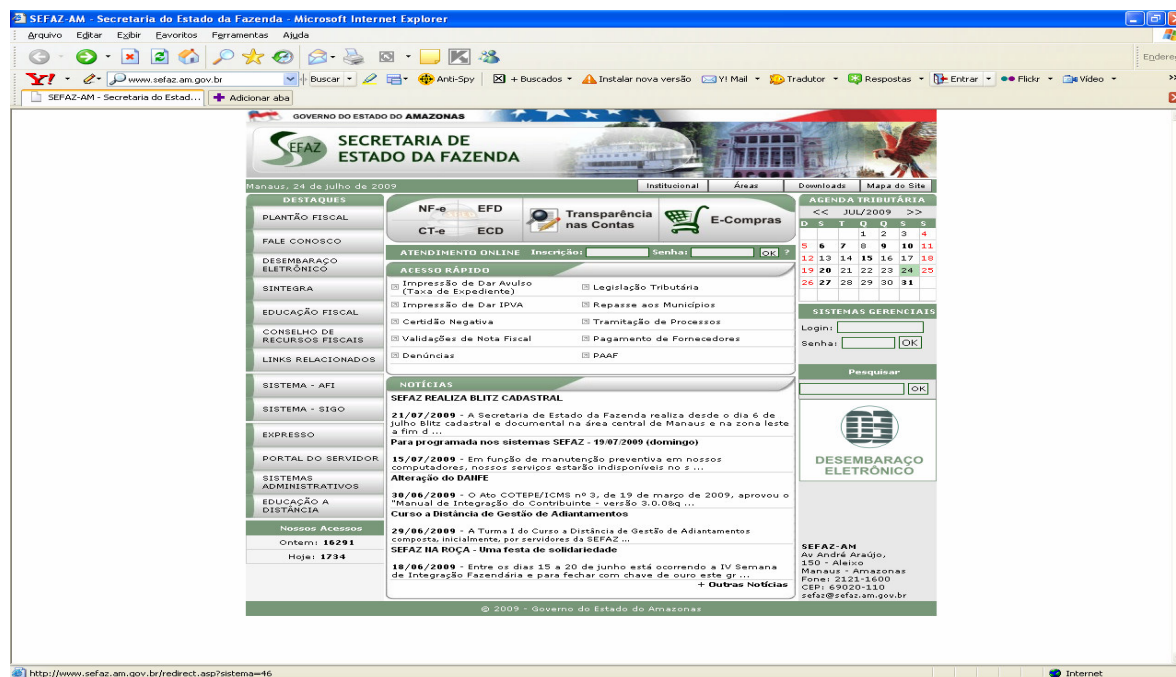 SEFAZ-AM - Secretaria do Estado da Fazenda - Microsoft Internet Explorer
Arquivo Editar Exibir Favoritos Ferramentas Ajuda
Endere
Y! www.sefaz.am.gov.br Buscar Anti-Spy + Buscados Instalar nova versão Y! Mail Tradutor Respostas Entrar Flickr Vídeo
SEFAZ-AM - Secretaria do Estad... Adicionar aba
GOVERNO DO ESTADO DO AMAZONAS
SEFAZ
SECRETARIA DE
ESTADO DA FAZENDA
Manaus, 24 de julho de 2009
Institucional Áreas Downloads Mapa do Site
DESTAQUES
PLANTÃO FISCAL
FALE CONOSCO
DESEMBARAÇO
ELETRÔNICO
SINTEGRA
EDUCAÇÃO FISCAL
CONSELHO DE
RECURSOS FISCAIS
LINKS RELACIONADOS
SISTEMA - AFI
SISTEMA - SIGO
EXPRESSO
PORTAL DO SERVIDOR
SISTEMAS
ADMINISTRATIVOS
EDUCAÇÃO A
DISTÂNCIA
Nossos Acessos
Ontem: 16291
Hoje: 1734
NF-e EFD
CT-e ECD
Transparência
nas Contas
E-Compras
ATENDIMENTO ONLINE Inscrição: Senha: OK ?
ACESSO RÁPIDO
Impressão de Dar Avulso
(Taxa de Expediente)
Legislação Tributária
Impressão de Dar IPVA
Repasse aos Municípios
Certidão Negativa
Tramitação de Processos
Validações de Nota Fiscal
Pagamento de Fornecedores
Denúncias
PAAF
NOTÍCIAS
SEFAZ REALIZA BLITZ CADASTRAL
21/07/2009 - A Secretaria de Estado da Fazenda realiza desde o dia 6 de
julho Blitz cadastral e documental na área central de Manaus e na zona leste
a fim d ...
Para programada nos sistemas SEFAZ - 19/07/2009 (domingo)
15/07/2009 - Em função de manutenção preventiva em nossos
computadores, nossos serviços estarão indisponíveis no s ...
Alteração do DANFE
30/06/2009 - O Ato COTEPE/ICMS nº 3, de 19 de março de 2009, aprovou o
"Manual de Integração do Contribuinte - versão 3.0.08q ...
Curso a Distância de Gestão de Adiantamentos
29/06/2009 - A Turma I do Curso a Distância de Gestão de Adiantamentos
composta, inicialmente, por servidores da SEFAZ ...
SEFAZ NA ROÇA - Uma festa de solidariedade
18/06/2009 - Entre os dias 15 a 20 de junho está ocorrendo a IV Semana
de Integração Fazendária e para fechar com chave de ouro este gr ...
+ Outras Notícias
AGENDA TRIBUTÁRIA
<< JUL/2009 >>
D S T Q Q S S
1 2 3 4
5 6 7 8 9 10 11
12 13 14 15 16 17 18
19 20 21 22 23 24 25
26 27 28 29 30 31
SISTEMAS GERENCIAIS
Login:
Senha: OK
Pesquisar
OK
DESEMBARAÇO
ELETRÔNICO
SEFAZ-AM
Av André Araújo,
150 - Aleixo
Manaus - Amazonas
Fone: 2121-1600
CEP: 69020-110
sefaz@sefaz.am.gov.br
© 2009 - Governo do Estado do Amazonas
http://www.sefaz.am.gov.br/redirect.asp?sistema=46
Internet